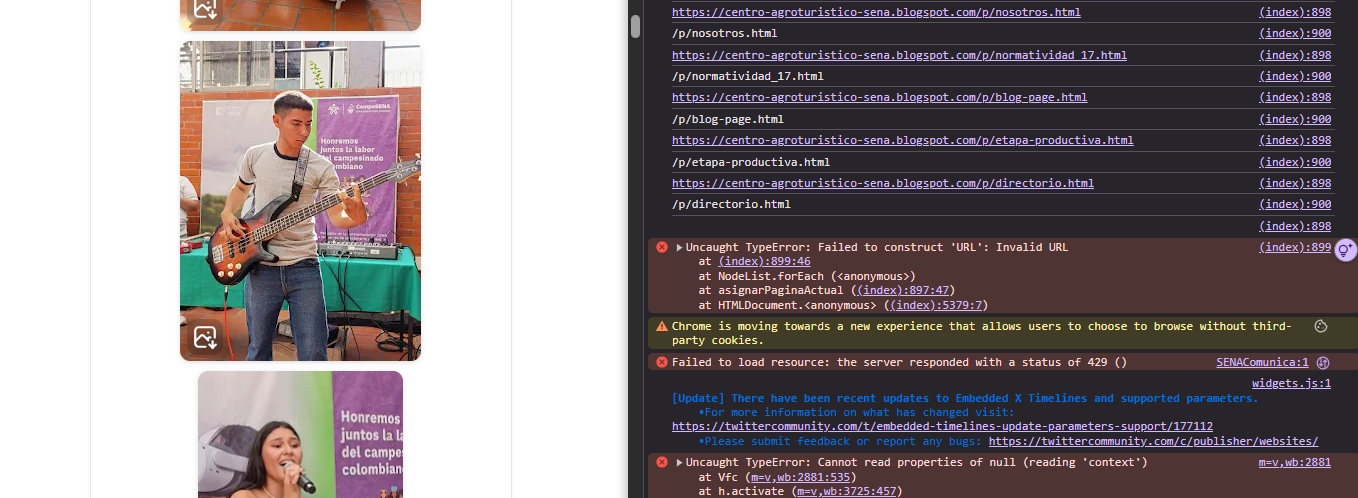 CampeSENA
Honremos
juntos la labor
del campesinado
colombiano
Honremos
juntos la la
del campes
colombian
https://centro-agroturistico-sena.blogspot.com/p/nosotros.html (index):898
/p/nosotros.html (index):900
https://centro-agroturistico-sena.blogspot.com/p/normatividad_17.html (index):898
/p/normatividad_17.html (index):900
https://centro-agroturistico-sena.blogspot.com/p/blog-page.html (index):898
/p/blog-page.html (index):900
https://centro-agroturistico-sena.blogspot.com/p/etapa-productiva.html (index):898
/p/etapa-productiva.html (index):900
https://centro-agroturistico-sena.blogspot.com/p/directorio.html (index):898
/p/directorio.html (index):900
(index):898
Uncaught TypeError: Failed to construct 'URL': Invalid URL (index):899
at (index):899:46
at NodeList.forEach (<anonymous>)
at asignarPaginaActual ((index):897:47)
at HTMLDocument.<anonymous> ((index):5379:7)
Chrome is moving towards a new experience that allows users to choose to browse without third-
party cookies.
Failed to load resource: the server responded with a status of 429 () SENAComunica:1
widgets.js:1
[Update] There have been recent updates to Embedded X Timelines and supported parameters.
•For more information on what has changed visit:
https://twittercommunity.com/t/embedded-timelines-update-parameters-support/177112
•Please submit feedback or report any bugs: https://twittercommunity.com/c/publisher/websites/
Uncaught TypeError: Cannot read properties of null (reading 'context') m=v,wb:2881
at Vfc (m=v,wb:2881:535)
at h.activate (m=v,wb:3725:457)